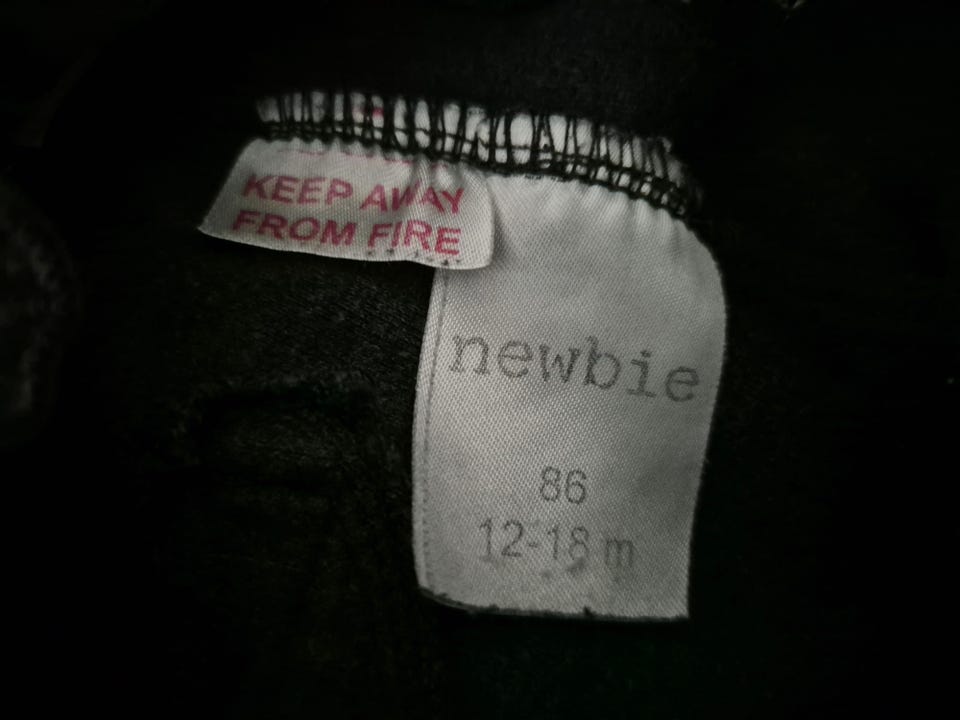 KEEP AWAY
FROM FIRE
newbie
86
12-18 m